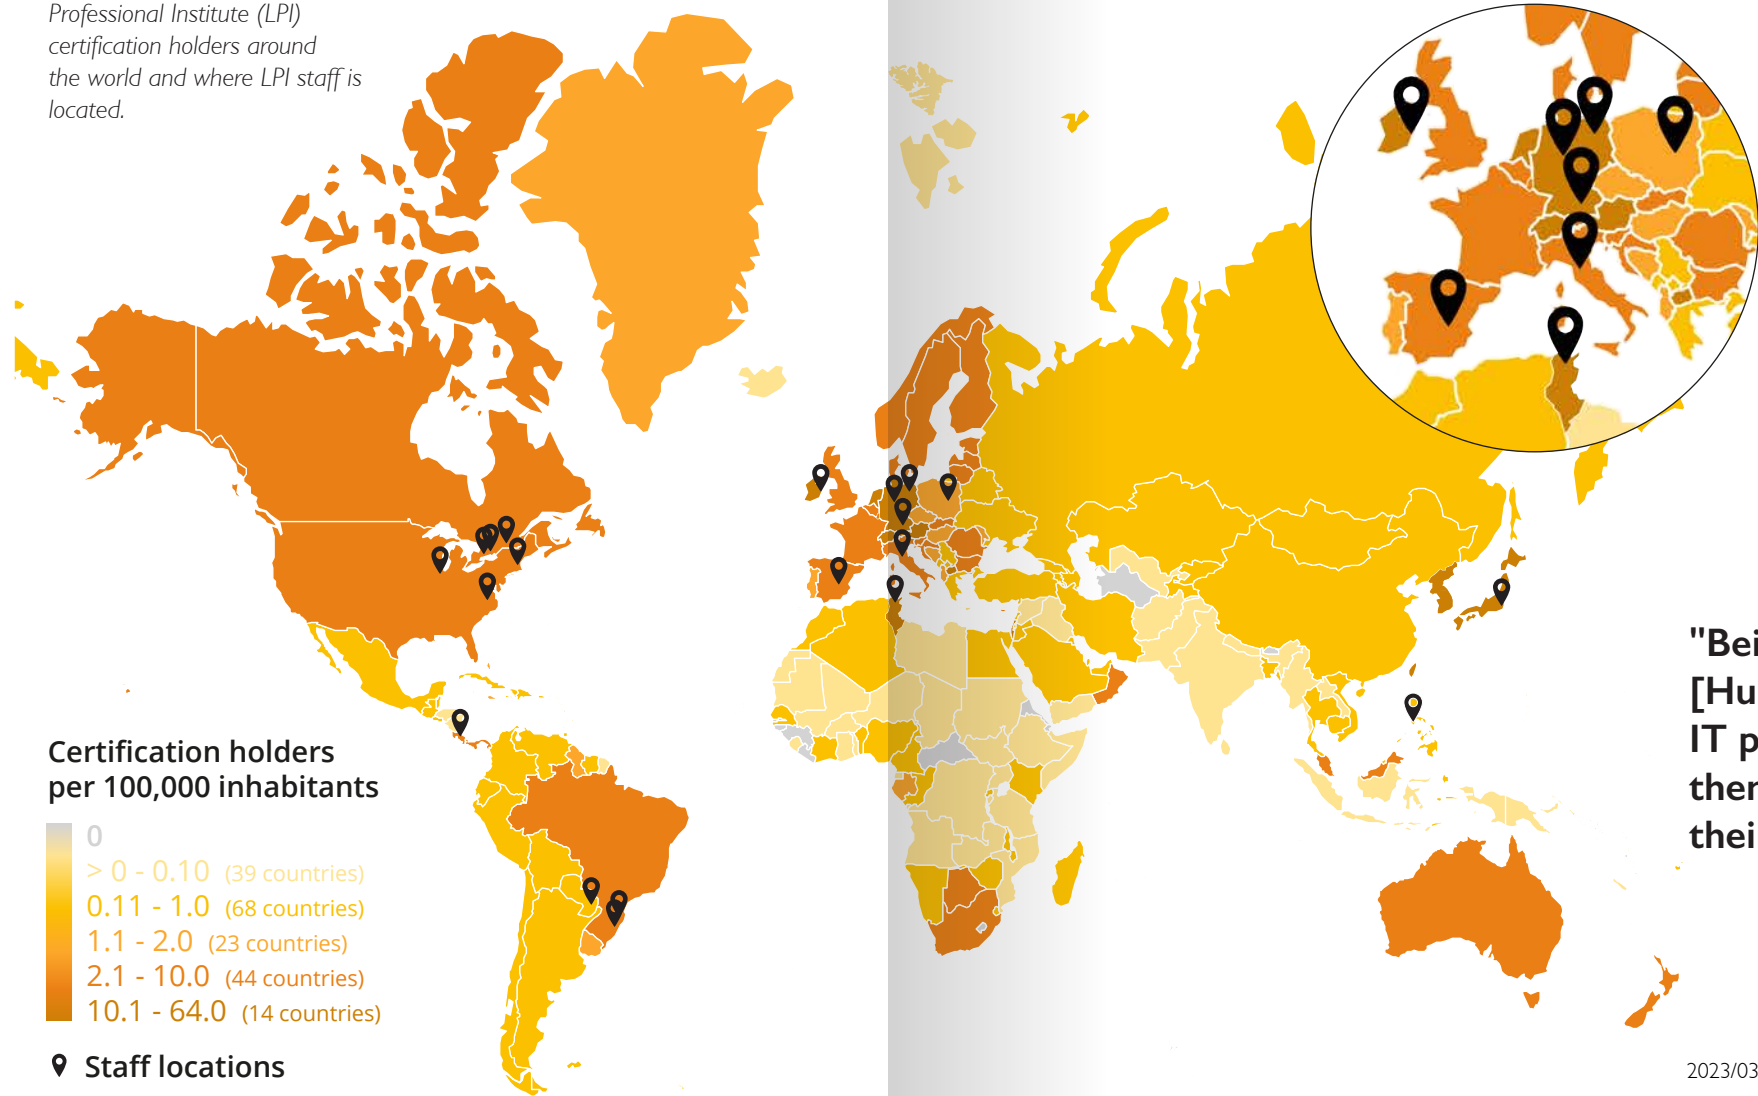 Professional Institute (LPI)
certification holders around
the world and where LPI staff is
located.
Certification holders
per 100,000 inhabitants
0
> 0 - 0.10 (39 countries)
0.11 - 1.0 (68 countries)
1.1 - 2.0 (23 countries)
2.1 - 10.0 (44 countries)
10.1 - 64.0 (14 countries)
Staff locations
"Bei
[Hu
IT p
ther
thei
2023/03